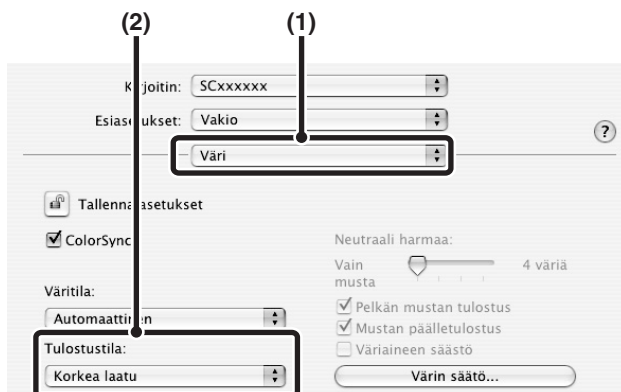 (2) (1)
Kirjoitin: SCxxxxxx
Esiasetukset: Vakio
?
Väri
Tallenna asetukset
ColorSync
Neutraali harmaa:
Vain musta 4 väriä
Väritila:
Automaattinen
Pelkän mustan tulostus
Mustan päälletulostus
Tulostustila:
Väriaineen säästö
Korkea laatu
Värin säätö...